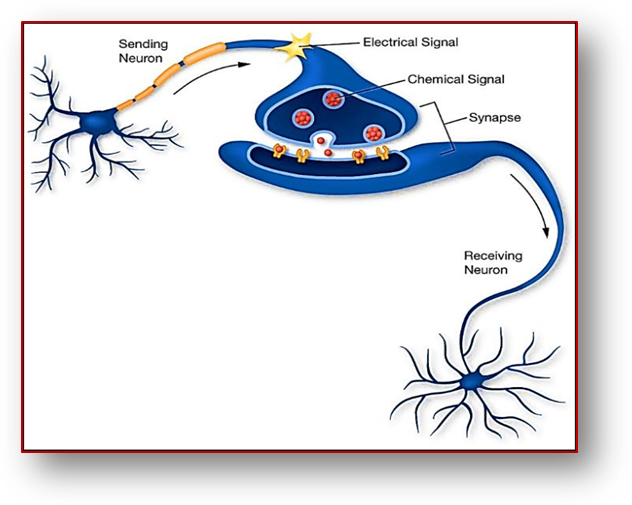 Sending
Neuron
Electrical Signal
Chemical Signal
Synapse
Receiving
Neuron